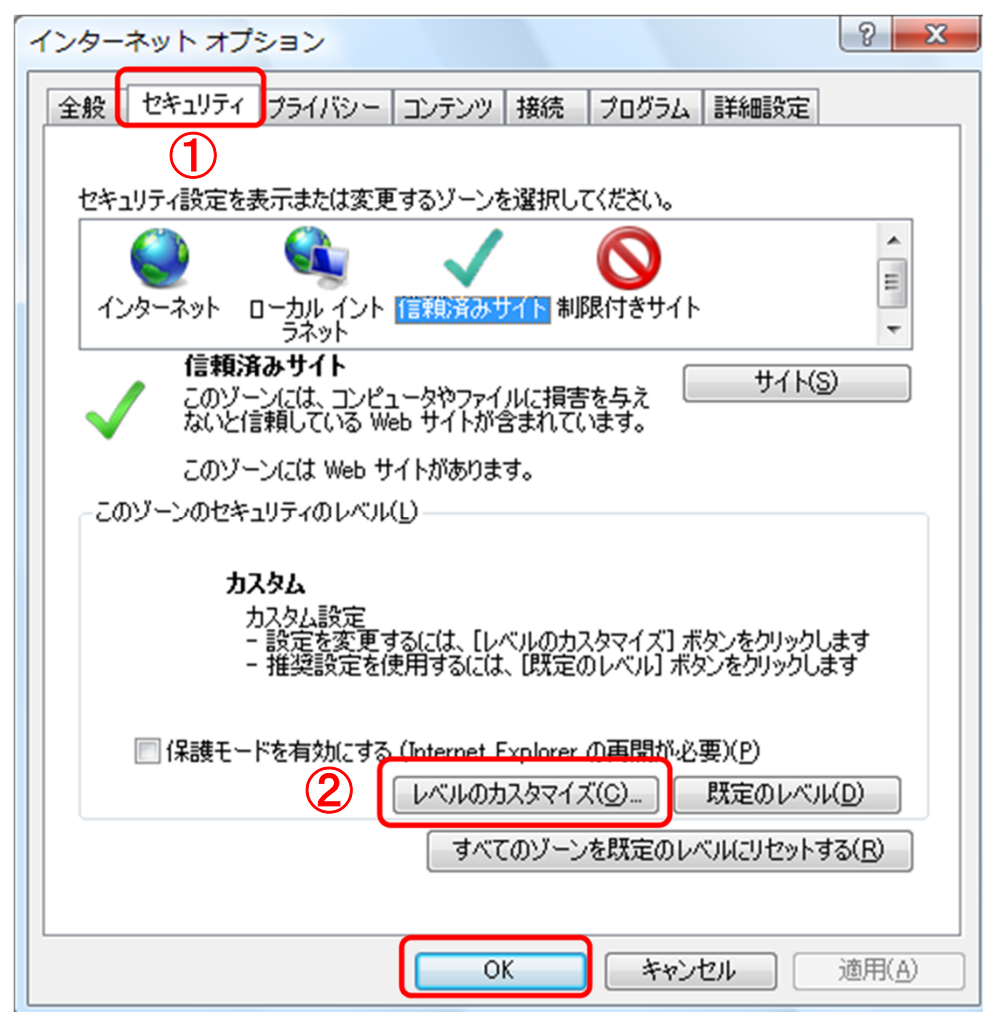 インターネット オプション
全般 セキュリティ プライバシー コンテンツ 接続 プログラム 詳細設定
①
セキュリティ設定を表示または変更するゾーンを選択してください。
インターネット ローカル イント 信頼済みサイト 制限付きサイト
ラネット
信頼済みサイト
サイト(S)
このゾーンには、コンピュータやファイルに損害を与え
ないと信頼している Web サイトが含まれています。
このゾーンには Web サイトがあります。
このゾーンのセキュリティのレベル(L)
カスタム
カスタム設定
- 設定を変更するには、[レベルのカスタマイズ] ボタンをクリックします
- 推奨設定を使用するには、[既定のレベル] ボタンをクリックします
保護モードを有効にする (Internet Explorer の再開が必要)(P)
② レベルのカスタマイズ(C)... 既定のレベル(D)
すべてのゾーンを既定のレベルにリセットする(R)
OK キャンセル 適用(A)